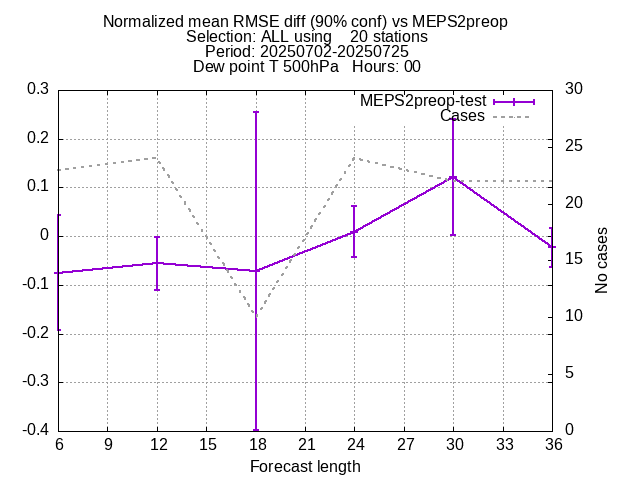 Normalized mean RMSE diff (90% conf) vs MEPS2preop
Selection: ALL using    20 stations
Period: 20250702-20250725
Dew point T 500hPa   Hours: 00
MEPS2preop-test
Cases
0.3
0.2
0.1
0
-0.1
-0.2
-0.3
-0.4
30
25
20
15
10
5
0
No cases
6 9 12 15 18 21 24 27 30 33 36
Forecast length